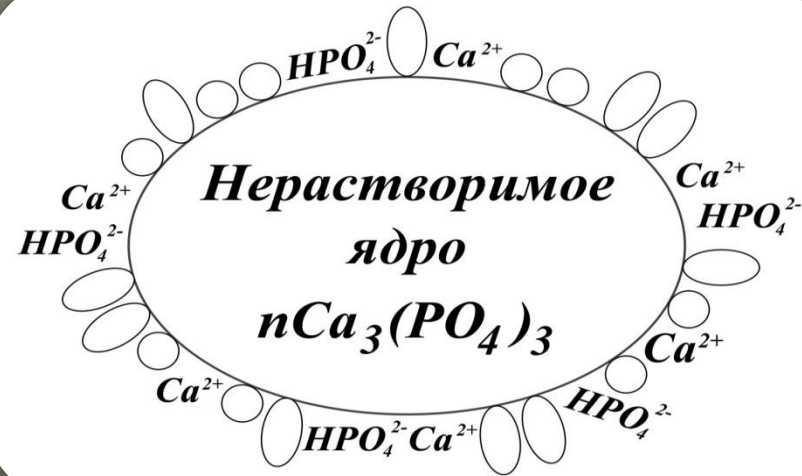 HPO₄²⁻ Ca²⁺
Ca²⁺ Ca²⁺
HPO₄²⁻ HPO₄²⁻
Нерастворимое
ядро
nCa₃(PO₄)₃
Ca²⁺
Ca²⁺ HPO₄²⁻
HPO₄²⁻Ca²⁺